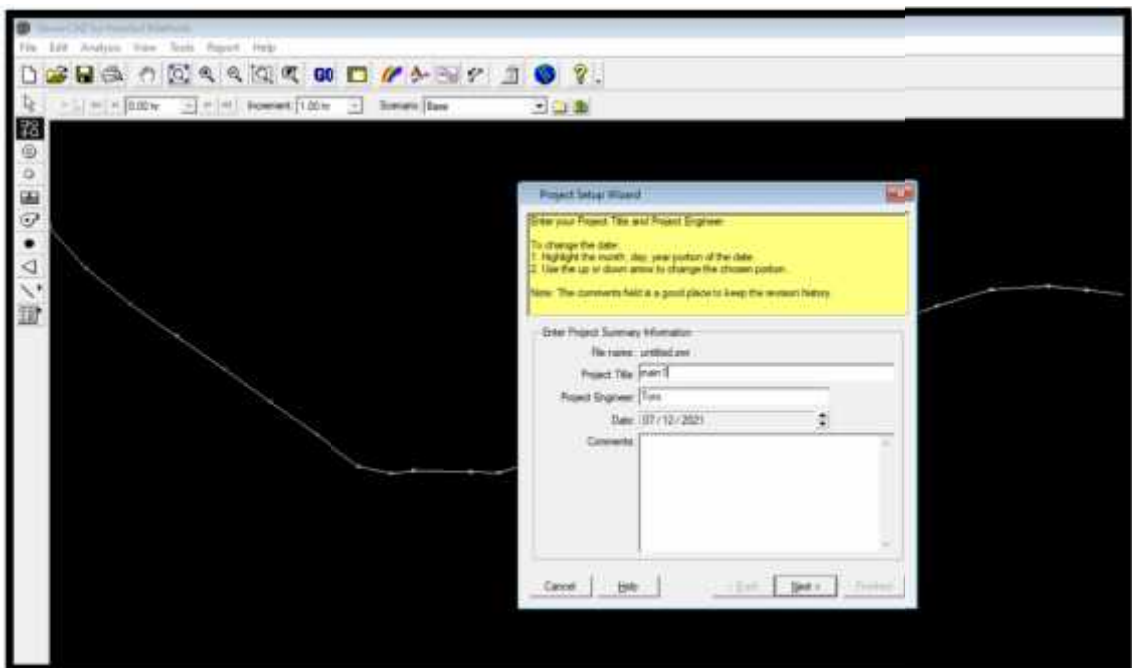 File Edit Analysis View Tools Report Help
GO
0.00 hr Increment: 1.00 hr Scenario: Base
Project Setup Wizard
Enter your Project Title and Project Engineer.
To change the date:
1. Highlight the month, day, year portion of the date.
2. Use the up or down arrow to change the chosen portion.
Note: The comments field is a good place to keep the revision history.
Enter Project Summary Information
File name: untitled.swr
Project Title:
Project Engineer:
Date: 07/12/2021
Comments:
Cancel Help < Back Next > Finished